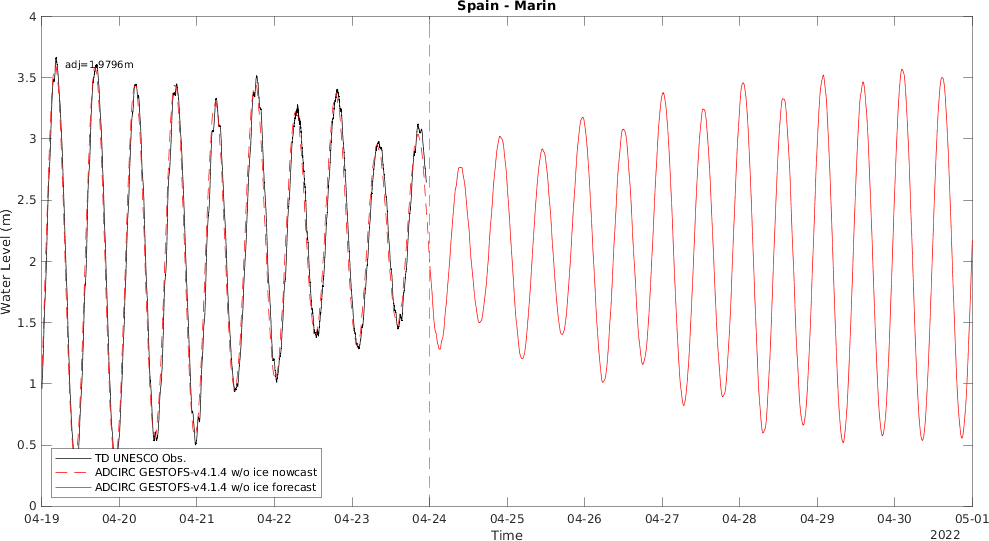 Spain - Marin
4
3.5
3
2.5
2
1.5
1
0.5
0
Water Level (m)
adj=1.9796m
TD UNESCO Obs.
ADCIRC GESTOFS-v4.1.4 w/o ice nowcast
ADCIRC GESTOFS-v4.1.4 w/o ice forecast
04-19 04-20 04-21 04-22 04-23 04-24 04-25 04-26 04-27 04-28 04-29 04-30 05-01
Time
2022